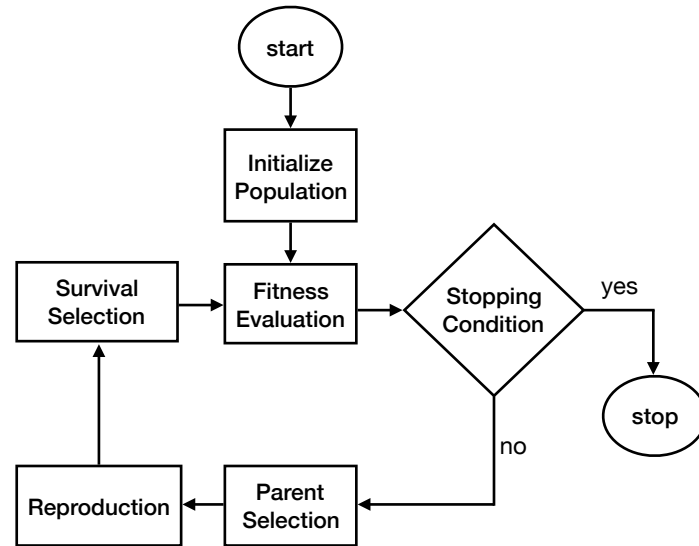 start
Initialize
Population
Survival
Selection
Fitness
Evaluation
Stopping
Condition
yes
stop
no
Reproduction
Parent
Selection